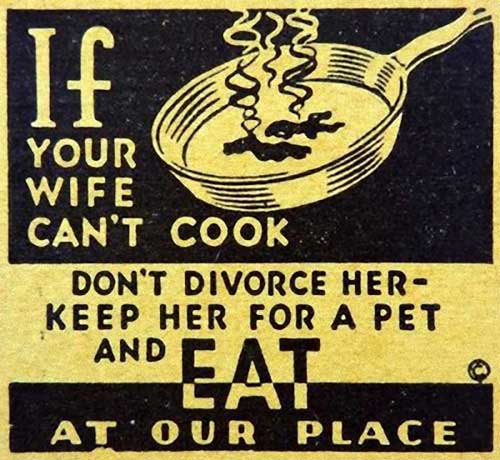 If
YOUR
WIFE
CAN'T COOK
DON'T DIVORCE HER-
KEEP HER FOR A PET
AND EAT
©
AT OUR PLACE